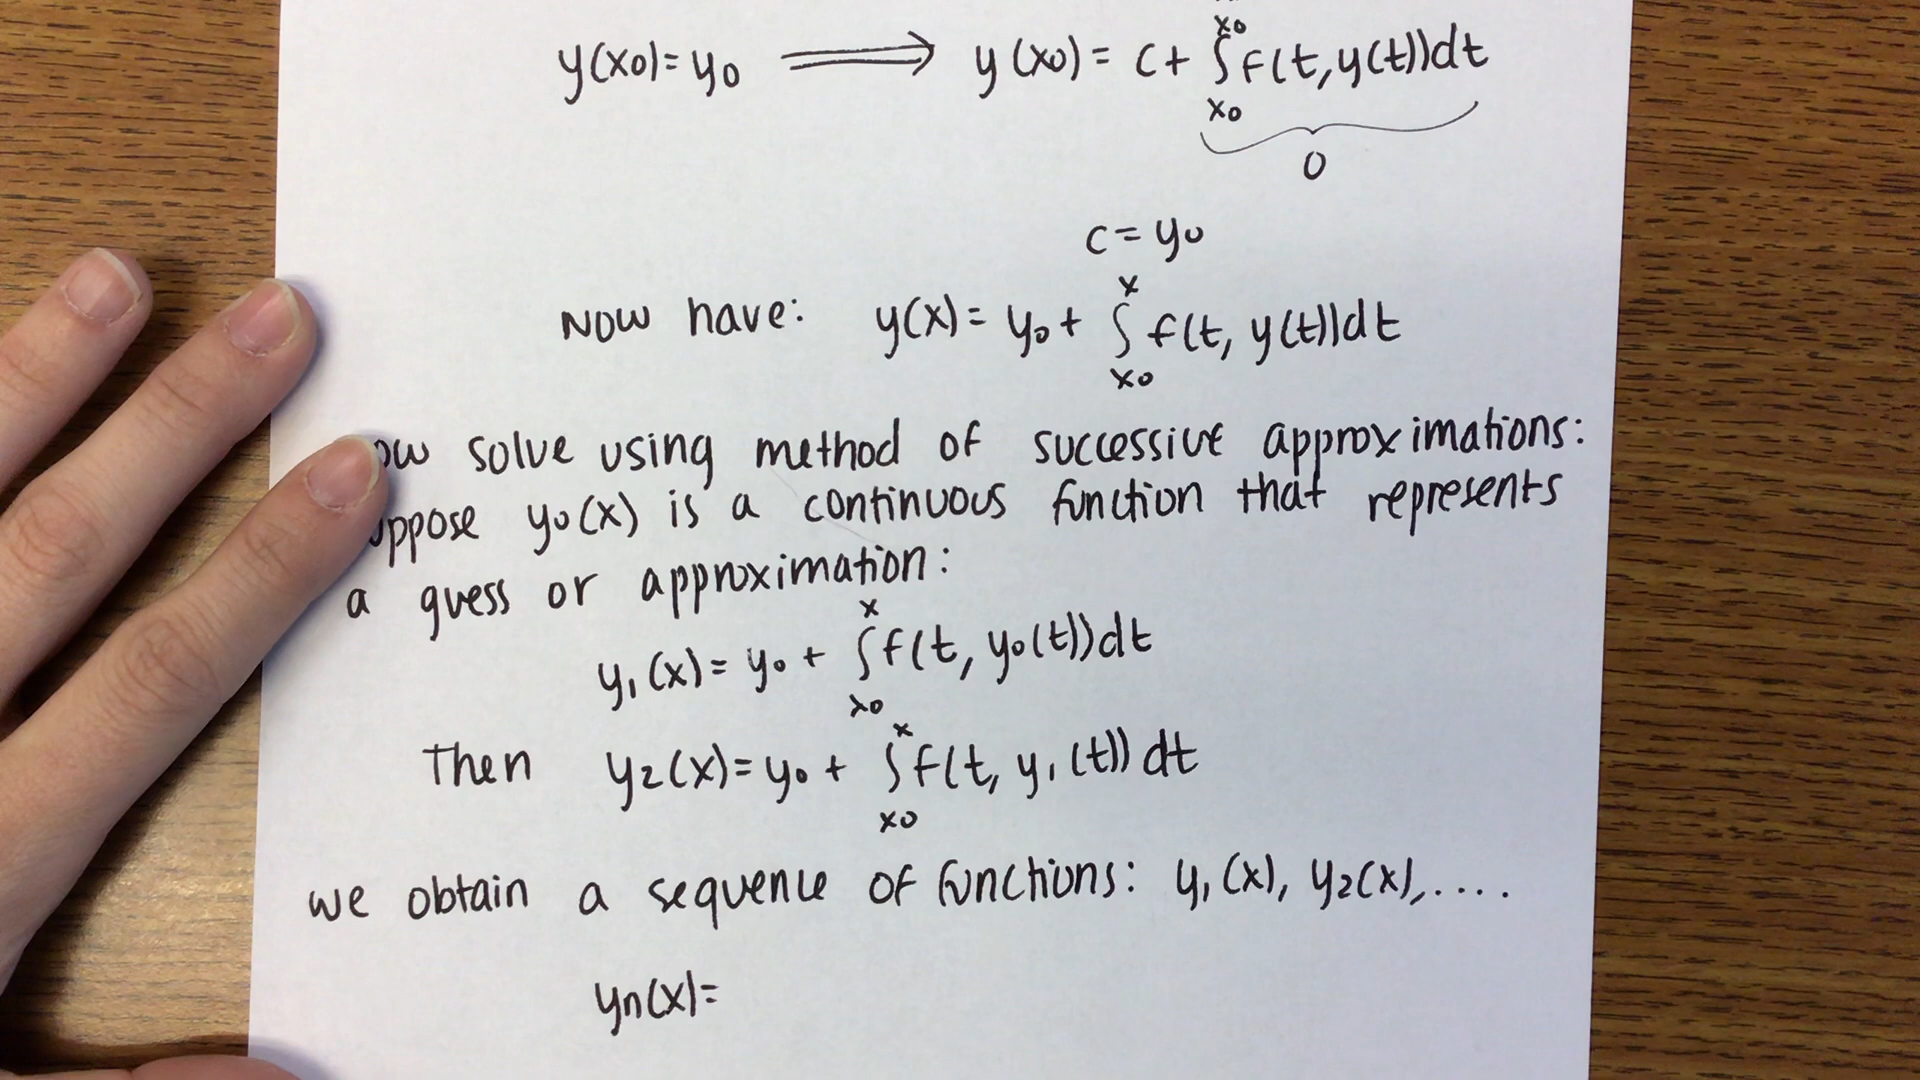 y(x0)=y0 ⟹ y(x0) = C + ∫_{x0}^{x0} f(t, y(t))dt
0
C = y0
Now have: y(x) = y0 + ∫_{x0}^{x} f(t, y(t))dt
solve using method of successive approximations:
y0(x) is a continuous function that represents
a guess or approximation:
y1(x) = y0 + ∫_{x0}^{x} f(t, y0(t))dt
Then y2(x) = y0 + ∫_{x0}^{x} f(t, y1(t))dt
we obtain a sequence of functions: y1(x), y2(x),....
yn(x)=